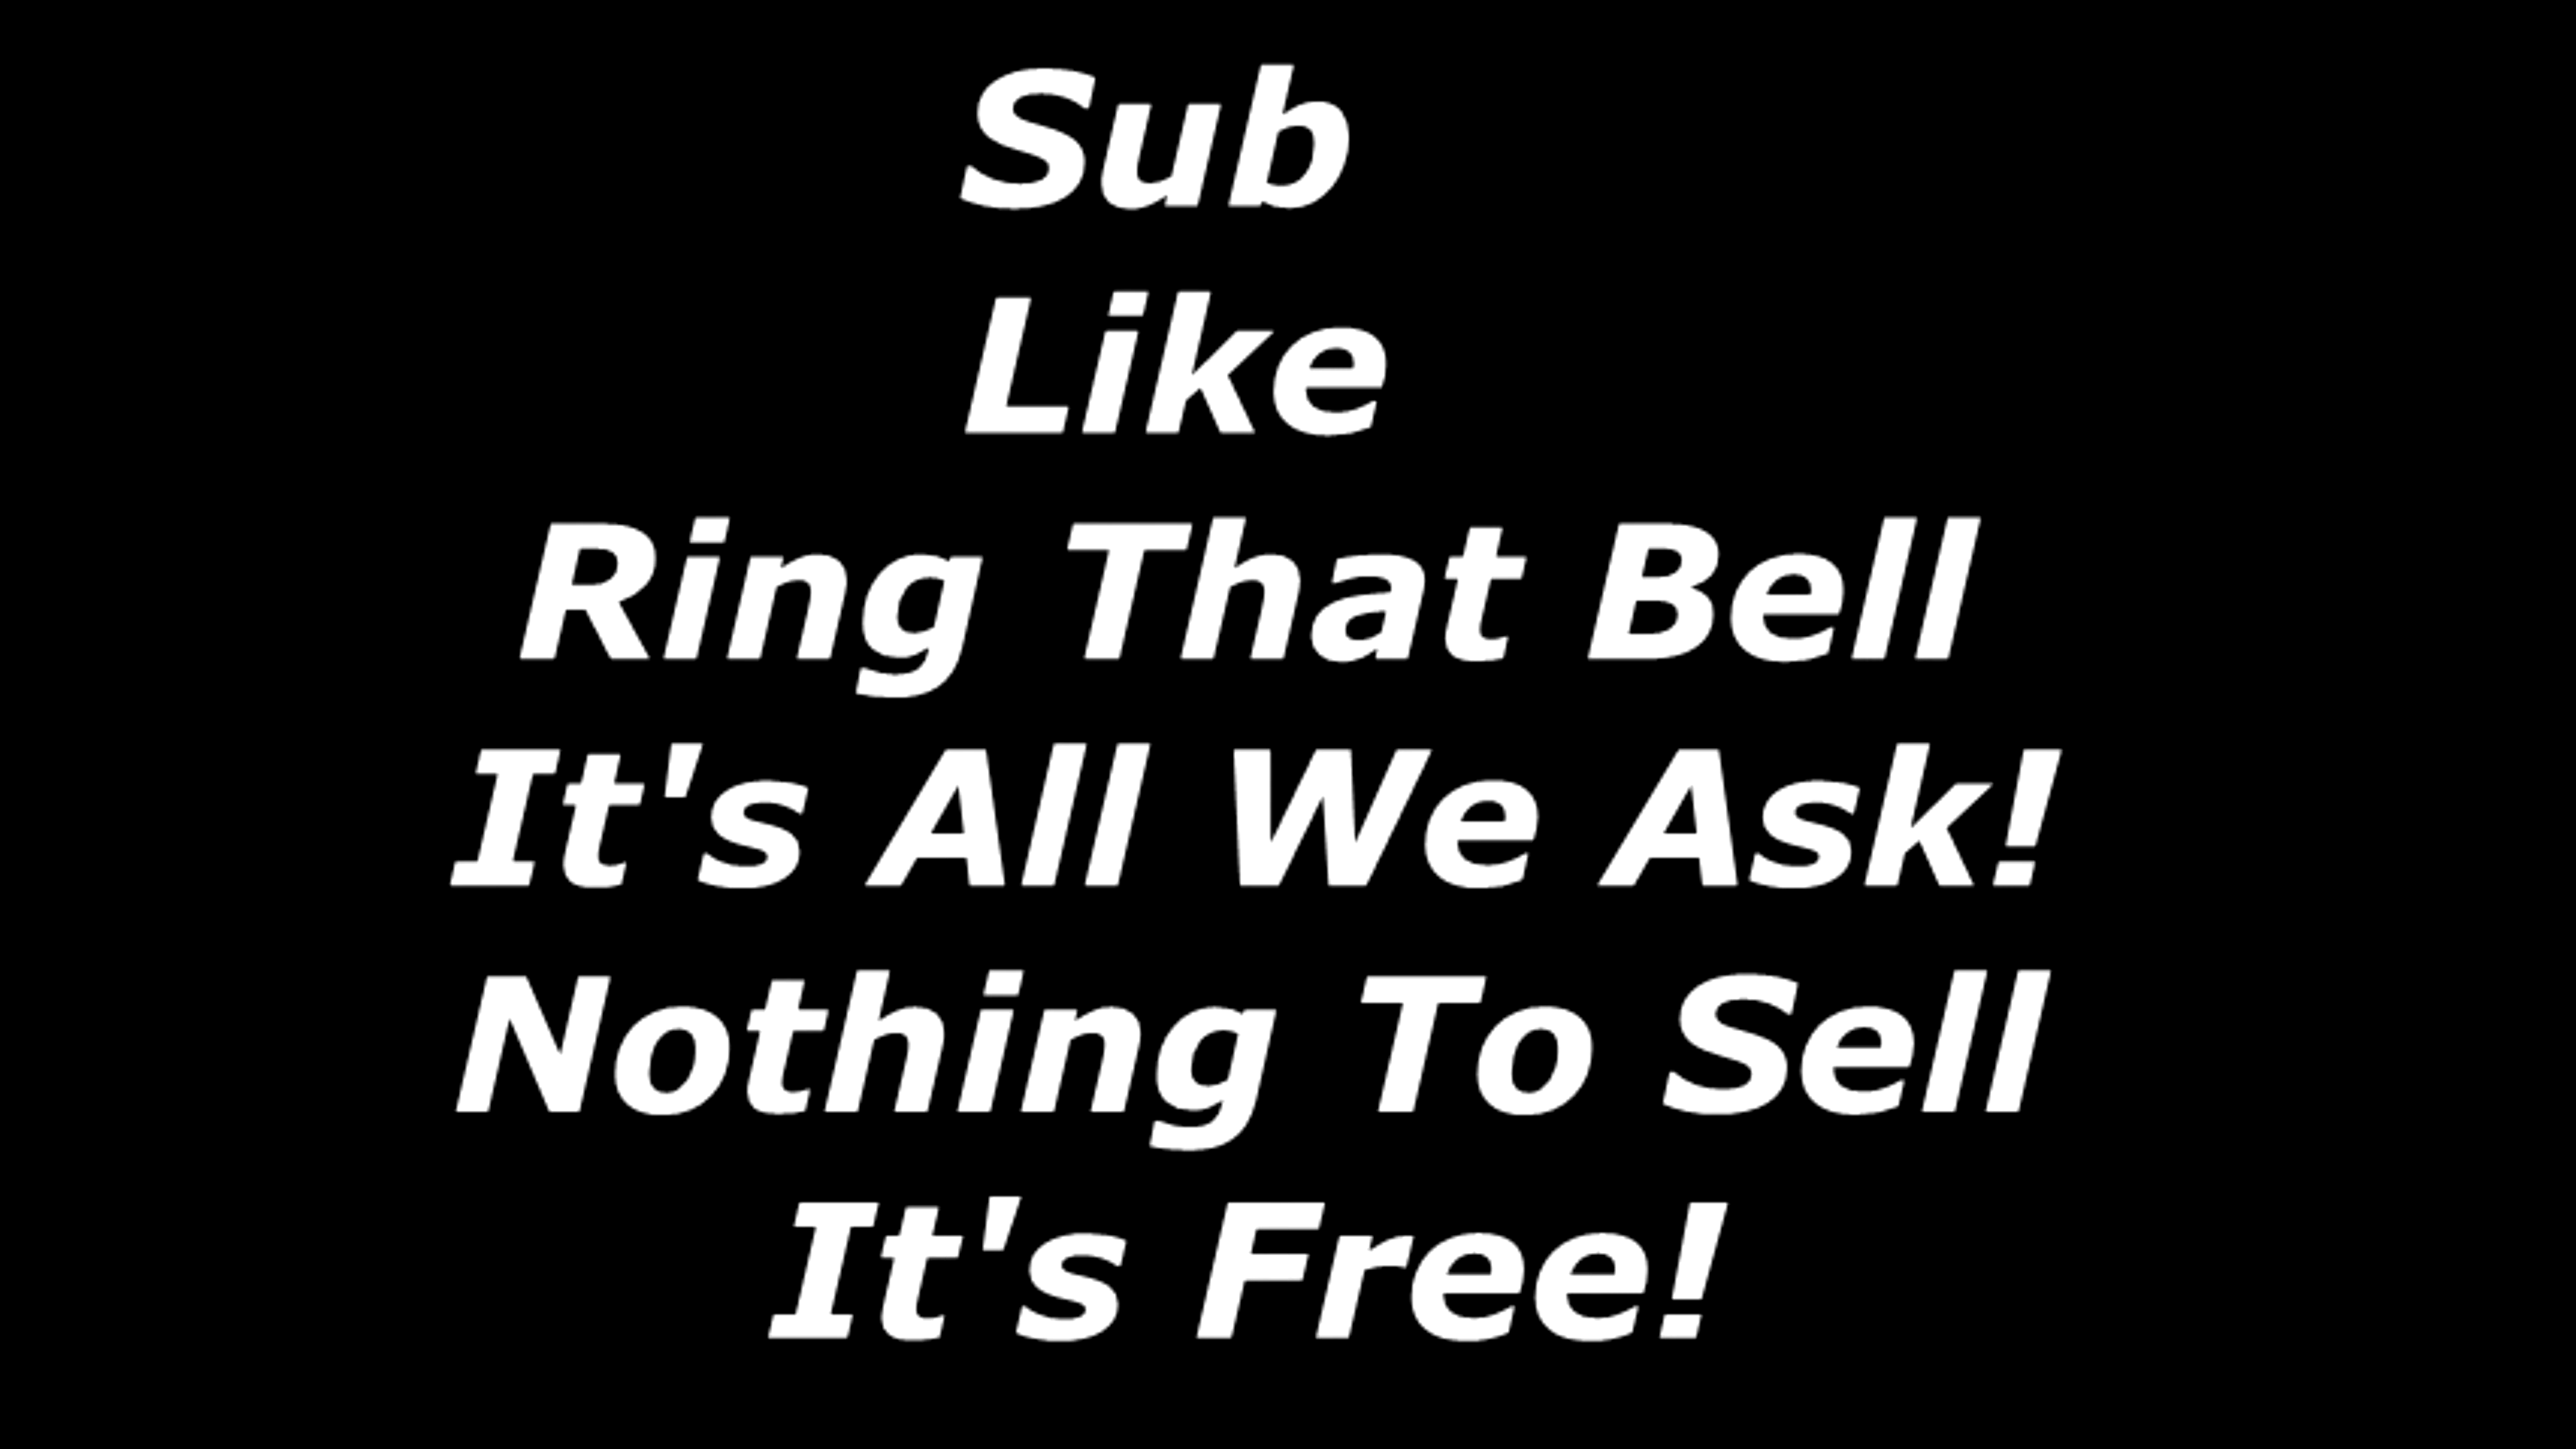 Sub
Like
Ring That Bell
It's All We Ask!
Nothing To Sell
It's Free!